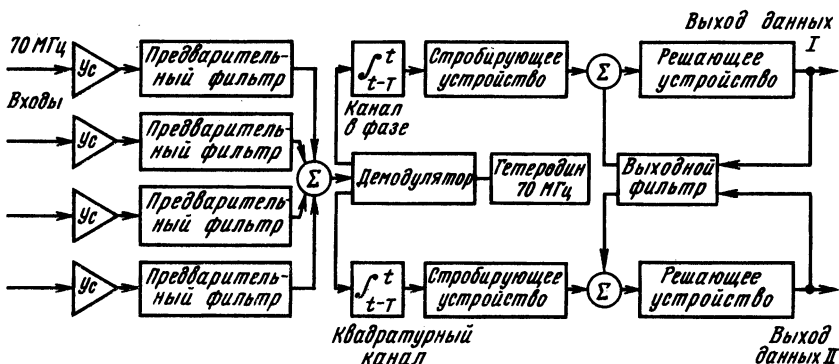 70 МГц
Входы
Ус
Предваритель-
ный фильтр
Ус
Предваритель-
ный фильтр
Ус
Предваритель-
ный фильтр
Ус
Предваритель-
ный фильтр
Σ
∫ t
t-T
Канал
в фазе
Стробирующее
устройство
Σ
Решающее
устройство
Выход данных
I
Демодулятор
Гетеродин
70 МГц
Выходной
фильтр
∫ t
t-T
Квадратурный
канал
Стробирующее
устройство
Σ
Решающее
устройство
Выход
данных II